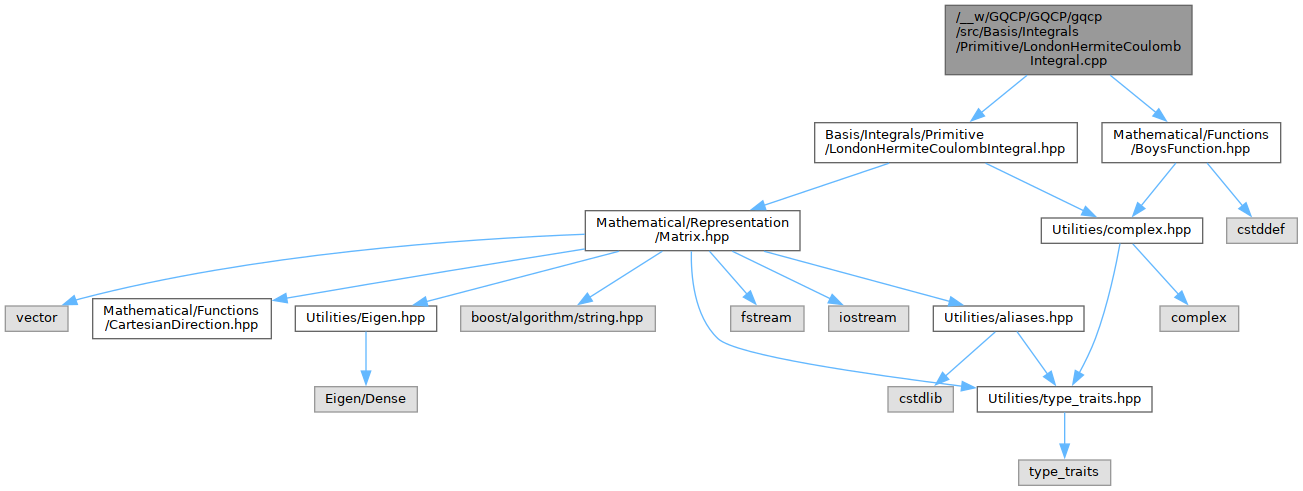 /__w/GQCP/GQCP/gqcp
/src/Basis/Integrals
/Primitive/LondonHermiteCoulomb
Integral.cpp
Basis/Integrals/Primitive
/LondonHermiteCoulombIntegral.hpp
Mathematical/Functions
/BoysFunction.hpp
Mathematical/Representation
/Matrix.hpp
Utilities/complex.hpp
cstddef
vector
Mathematical/Functions
/CartesianDirection.hpp
Utilities/Eigen.hpp
boost/algorithm/string.hpp
fstream
iostream
Utilities/aliases.hpp
complex
Eigen/Dense
cstdlib
Utilities/type_traits.hpp
type_traits